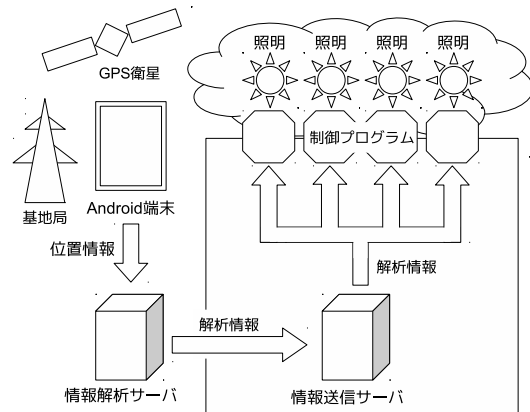 照明 照明 照明 照明
GPS衛星
制御プログラム
基地局
Android端末
位置情報
解析情報
解析情報
情報解析サーバ
情報送信サーバ